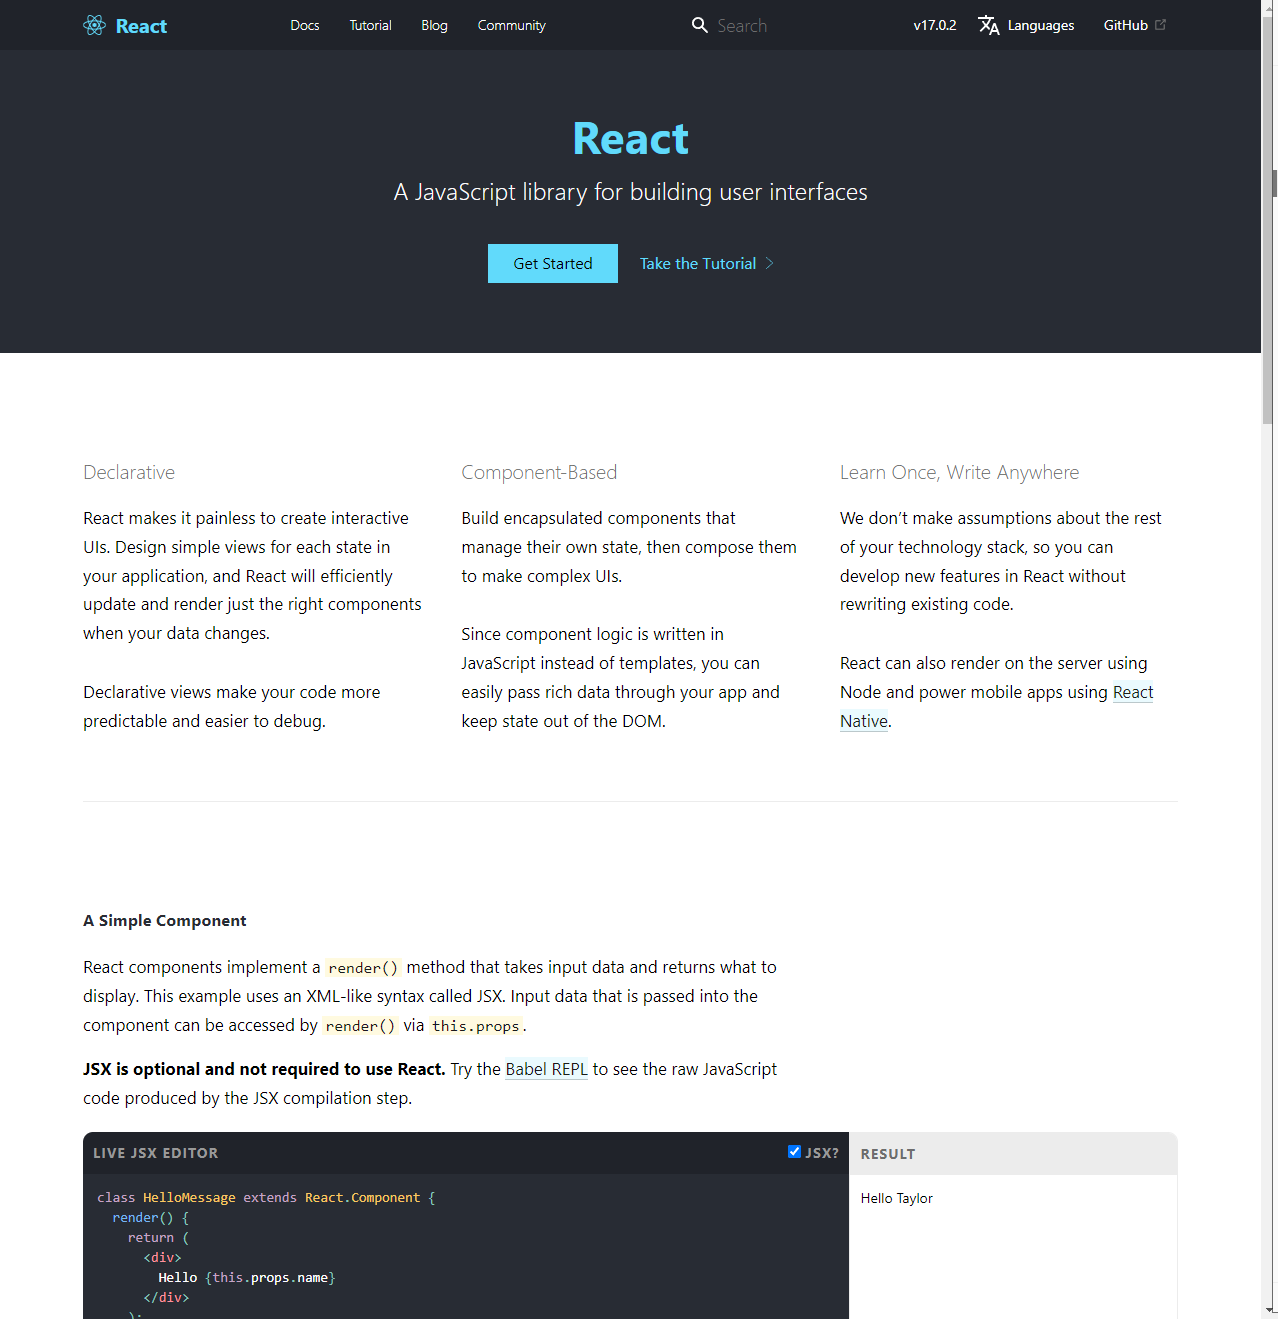 React
Docs Tutorial Blog Community
Search
v17.0.2 Languages GitHub
React
A JavaScript library for building user interfaces
Get Started Take the Tutorial
Declarative
React makes it painless to create interactive
UIs. Design simple views for each state in
your application, and React will efficiently
update and render just the right components
when your data changes.
Declarative views make your code more
predictable and easier to debug.
Component-Based
Build encapsulated components that
manage their own state, then compose them
to make complex UIs.
Since component logic is written in
JavaScript instead of templates, you can
easily pass rich data through your app and
keep state out of the DOM.
Learn Once, Write Anywhere
We don’t make assumptions about the rest
of your technology stack, so you can
develop new features in React without
rewriting existing code.
React can also render on the server using
Node and power mobile apps using React
Native.
A Simple Component
React components implement a render() method that takes input data and returns what to
display. This example uses an XML-like syntax called JSX. Input data that is passed into the
component can be accessed by render() via this.props.
JSX is optional and not required to use React. Try the Babel REPL to see the raw JavaScript
code produced by the JSX compilation step.
LIVE JSX EDITOR JSX?
class HelloMessage extends React.Component {
render() {
return (
<div>
Hello {this.props.name}
</div>
);
RESULT
Hello Taylor